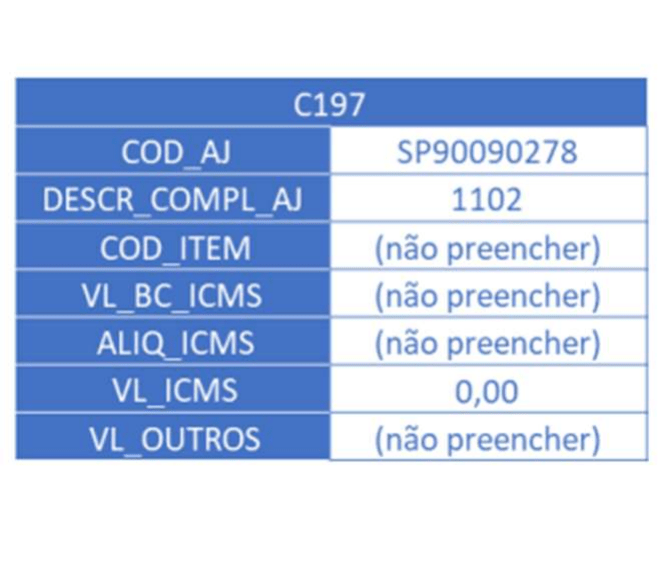 C197
COD_AJ SP90090278
DESCR_COMPL_AJ 1102
COD_ITEM (não preencher)
VL_BC_ICMS (não preencher)
ALIQ_ICMS (não preencher)
VL_ICMS 0,00
VL_OUTROS (não preencher)